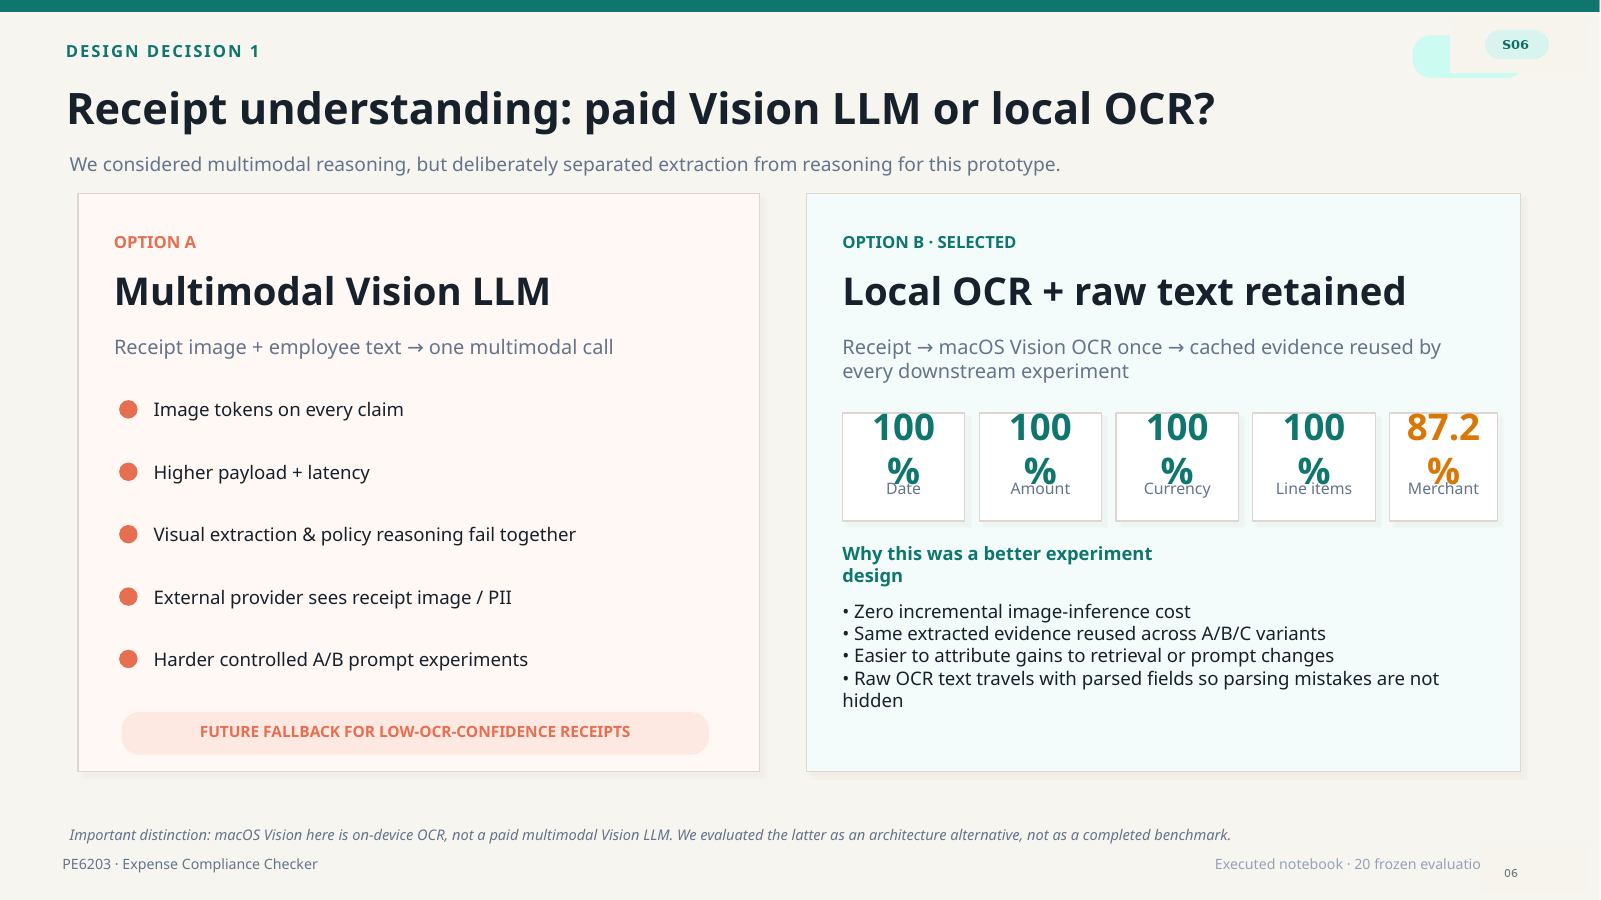 DESIGN DECISION 1
S06
Receipt understanding: paid Vision LLM or local OCR?
We considered multimodal reasoning, but deliberately separated extraction from reasoning for this prototype.
OPTION A
Multimodal Vision LLM
Receipt image + employee text → one multimodal call
Image tokens on every claim
Higher payload + latency
Visual extraction & policy reasoning fail together
External provider sees receipt image / PII
Harder controlled A/B prompt experiments
FUTURE FALLBACK FOR LOW-OCR-CONFIDENCE RECEIPTS
OPTION B · SELECTED
Local OCR + raw text retained
Receipt → macOS Vision OCR once → cached evidence reused by
every downstream experiment
100
%
Date
100
%
Amount
100
%
Currency
100
%
Line items
87.2
%
Merchant
Why this was a better experiment
design
• Zero incremental image-inference cost
• Same extracted evidence reused across A/B/C variants
• Easier to attribute gains to retrieval or prompt changes
• Raw OCR text travels with parsed fields so parsing mistakes are not
hidden
Important distinction: macOS Vision here is on-device OCR, not a paid multimodal Vision LLM. We evaluated the latter as an architecture alternative, not as a completed benchmark.
PE6203 · Expense Compliance Checker
Executed notebook · 20 frozen evaluatio
06